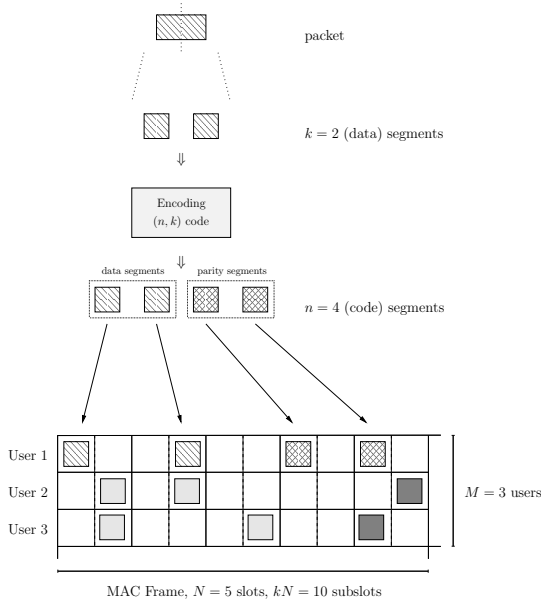 packet
k = 2 (data) segments
⇓
Encoding
(n, k) code
⇓
data segments parity segments
n = 4 (code) segments
User 1
User 2
M = 3 users
User 3
MAC Frame, N = 5 slots, kN = 10 subslots